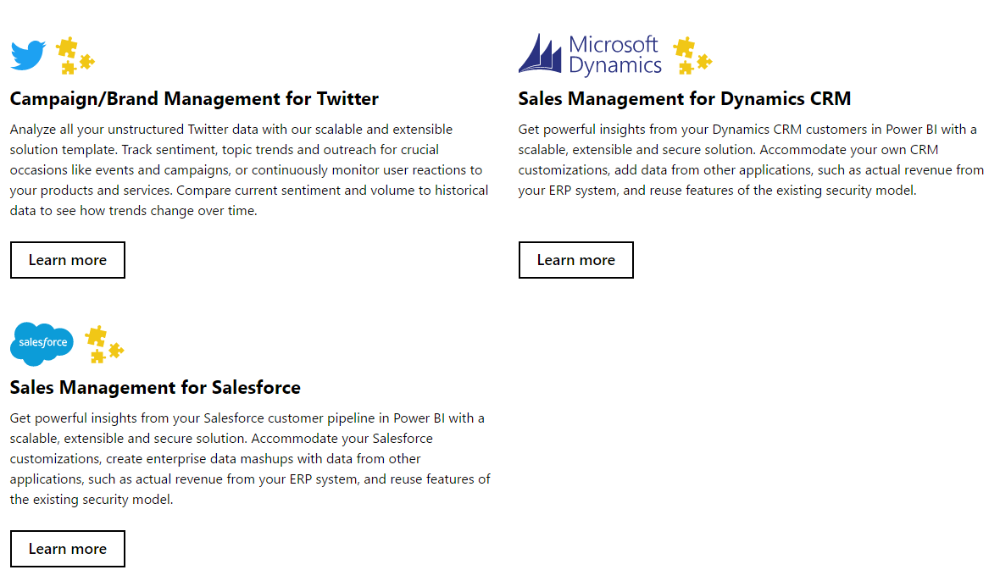 Microsoft
Dynamics
Campaign/Brand Management for Twitter
Analyze all your unstructured Twitter data with our scalable and extensible
solution template. Track sentiment, topic trends and outreach for crucial
occasions like events and campaigns, or continuously monitor user reactions to
your products and services. Compare current sentiment and volume to historical
data to see how trends change over time.
Learn more
Sales Management for Dynamics CRM
Get powerful insights from your Dynamics CRM customers in Power BI with a
scalable, extensible and secure solution. Accommodate your own CRM
customizations, add data from other applications, such as actual revenue from
your ERP system, and reuse features of the existing security model.
Learn more
salesforce
Sales Management for Salesforce
Get powerful insights from your Salesforce customer pipeline in Power BI with a
scalable, extensible and secure solution. Accommodate your Salesforce
customizations, create enterprise data mashups with data from other
applications, such as actual revenue from your ERP system, and reuse features of
the existing security model.
Learn more